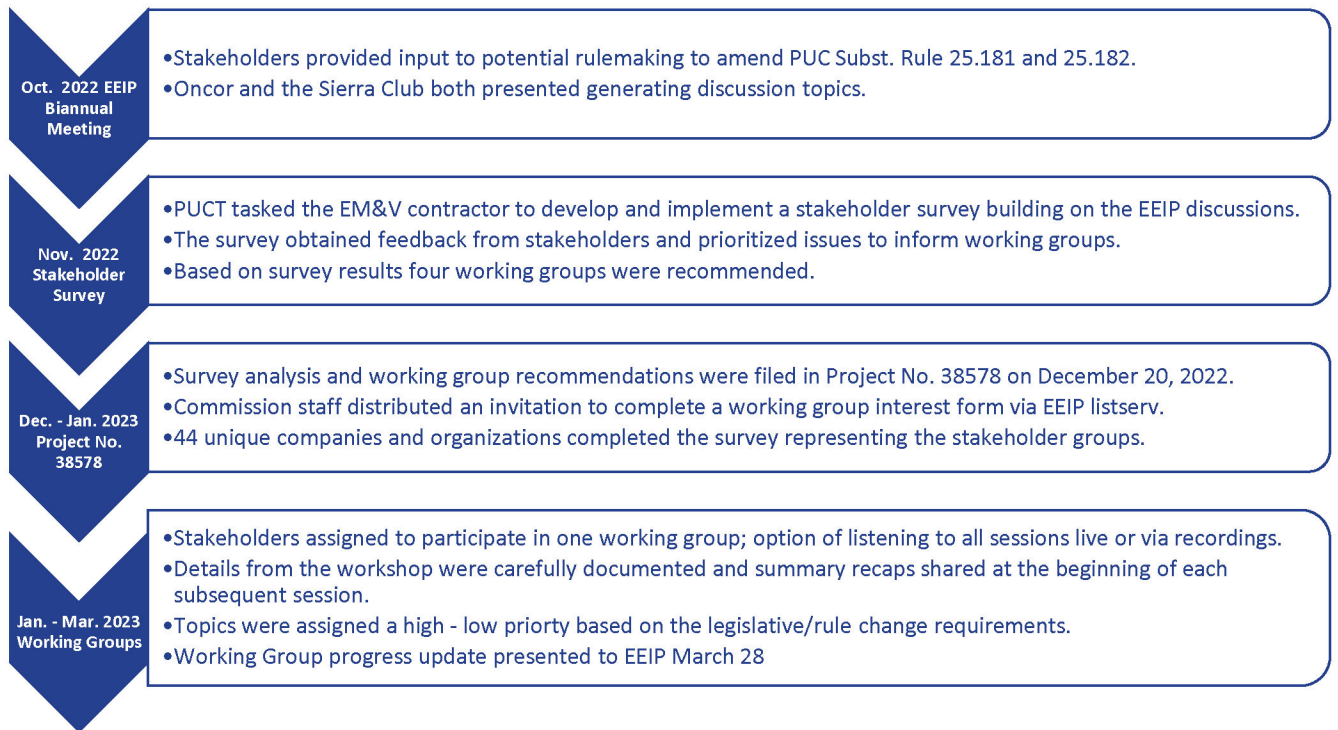 Oct.  2022 EEIP
Biannual
Meeting
•Stakeholders provided input to potential rulemaking to amend PUC Subst. Rule 25.181 and 25.182.
•Oncor and the Sierra Club both presented generating discussion topics.
Nov.  2022
Stakeholder
Survey
•PUCT tasked the EM&V contractor to develop and implement a stakeholder survey building on the EEIP discussions.
•The survey obtained feedback from stakeholders and prioritized issues to inform working groups.
•Based on survey results four working groups were recommended.
Dec. - Jan. 2023
Project No.
38578
•Survey analysis and working group recommendations were filed in Project No. 38578 on December 20, 2022.
•Commission staff distributed an invitation to complete a working group interest form via EEIP listserv.
•44 unique companies and organizations completed the survey representing the stakeholder groups.
Jan. - Mar. 2023
Working Groups
•Stakeholders assigned to participate in one working group; option of listening to all sessions live or via recordings.
•Details from the workshop were carefully documented and summary recaps shared at the beginning of each
subsequent session.
•Topics were assigned a high - low priorty based on the legislative/rule change requirements.
•Working Group progress update presented to EEIP March 28